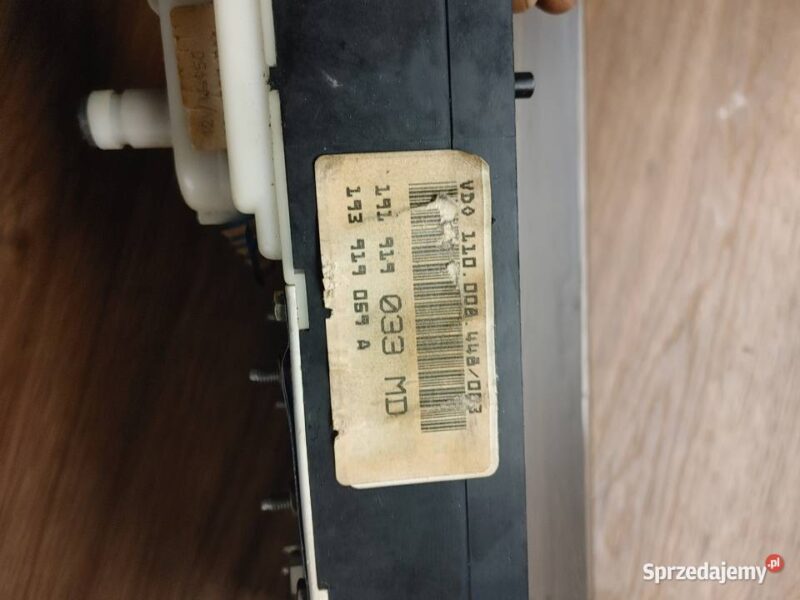 VDO 110.008.448/003
191 919 033 MD
193 919 059 A
Sprzedajemy.pl